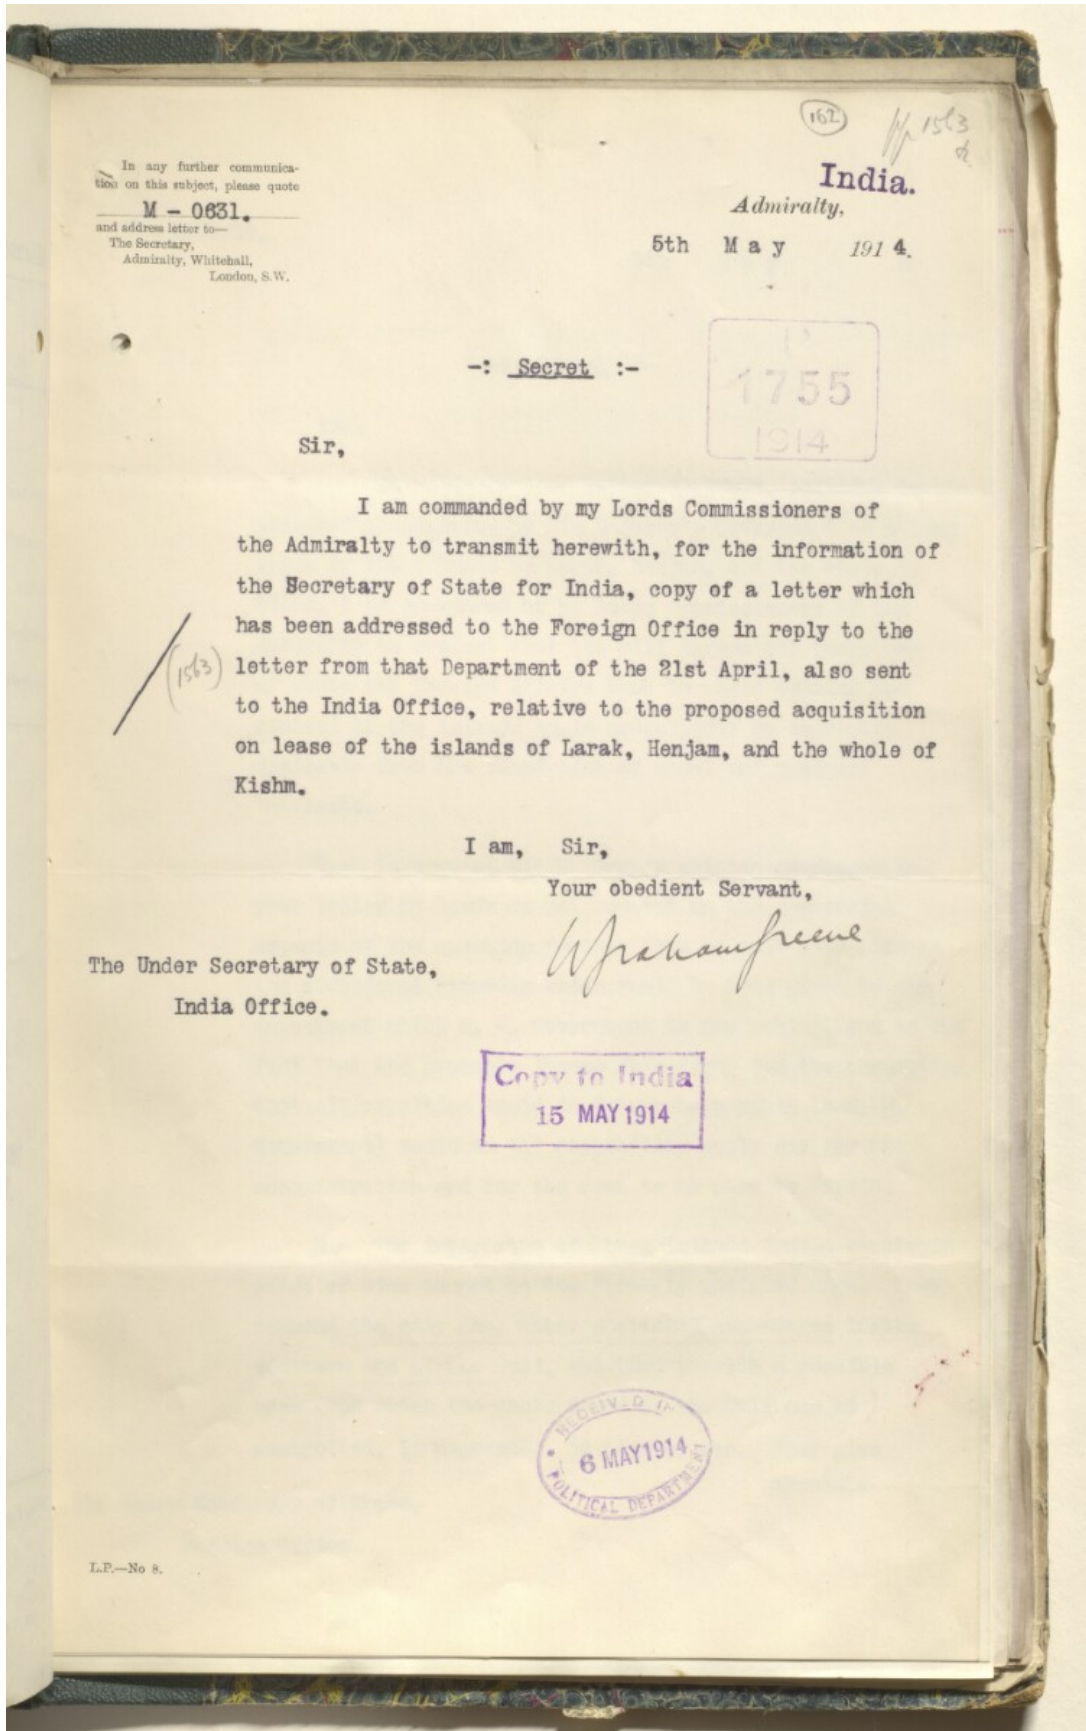 162
1563
India.
In any further communica-
tion on this subject, please quote
M - 0631.
and address letter to—
The Secretary,
Admiralty, Whitehall,
London, S.W.
Admiralty,
5th May 1914.
-: Secret :-
P
1755
1914
Sir,
I am commanded by my Lords Commissioners of
the Admiralty to transmit herewith, for the information of
the Secretary of State for India, copy of a letter which
has been addressed to the Foreign Office in reply to the
(1563)
letter from that Department of the 21st April, also sent
to the India Office, relative to the proposed acquisition
on lease of the islands of Larak, Henjam, and the whole of
Kishm.
I am, Sir,
Your obedient Servant,
W Graham Greene
The Under Secretary of State,
India Office.
Copy to India
15 MAY 1914
RECEIVED IN
6 MAY 1914
POLITICAL DEPARTMENT
L.P.—No 8.